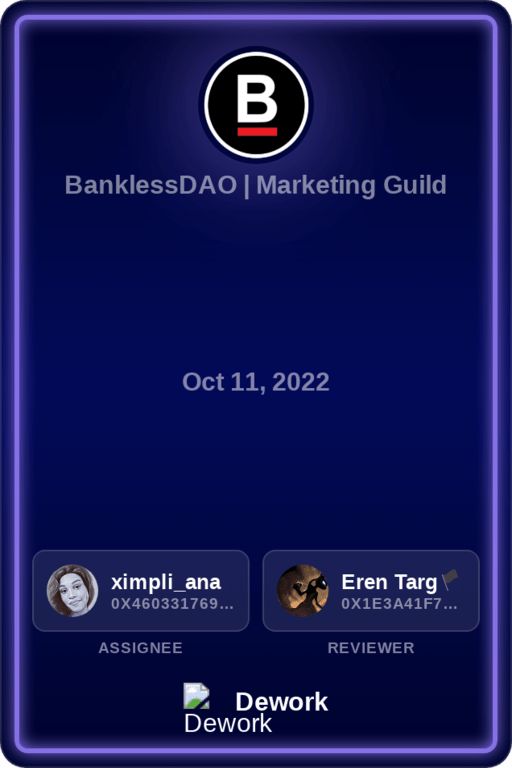 B
BanklessDAO | Marketing Guild
Oct 11, 2022
ximpli_ana
0X460331769...
ASSIGNEE
Eren Targ🏴
0X1E3A41F7...
REVIEWER
Dework
Dework